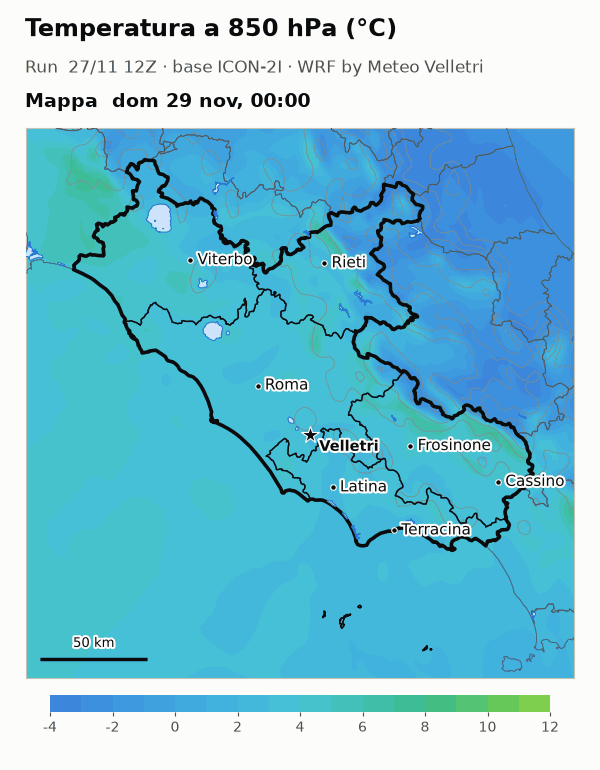 Temperatura a 850 hPa (°C)
Run  27/11 12Z · base ICON-2I · WRF by Meteo Velletri
Mappa  dom 29 nov, 00:00
Viterbo
Rieti
Roma
Velletri
Frosinone
Cassino
Latina
Terracina
50 km
-4 -2 0 2 4 6 8 10 12